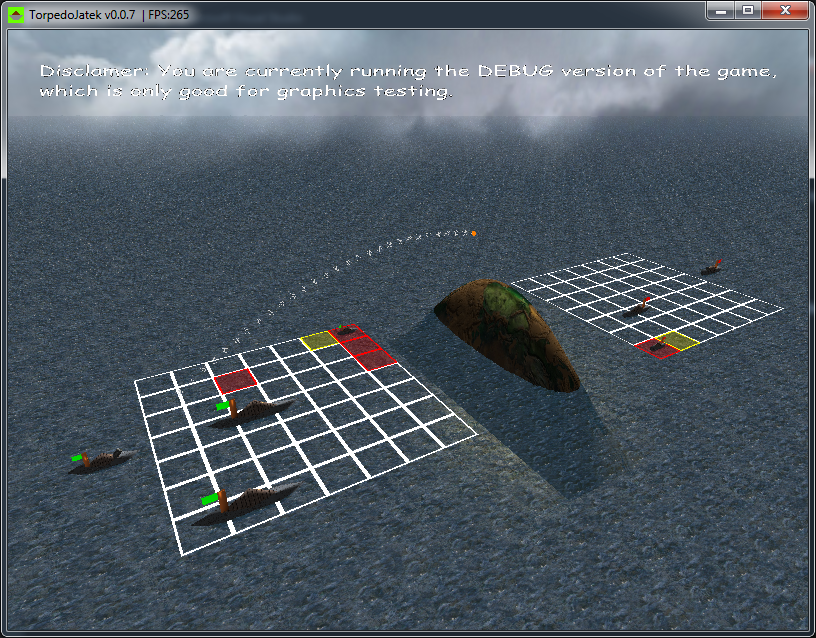 TorpedoJatek v0.0.7 | FPS:265
Disclamer: You are currently running the DEBUG version of the game,
which is only good for graphics testing.